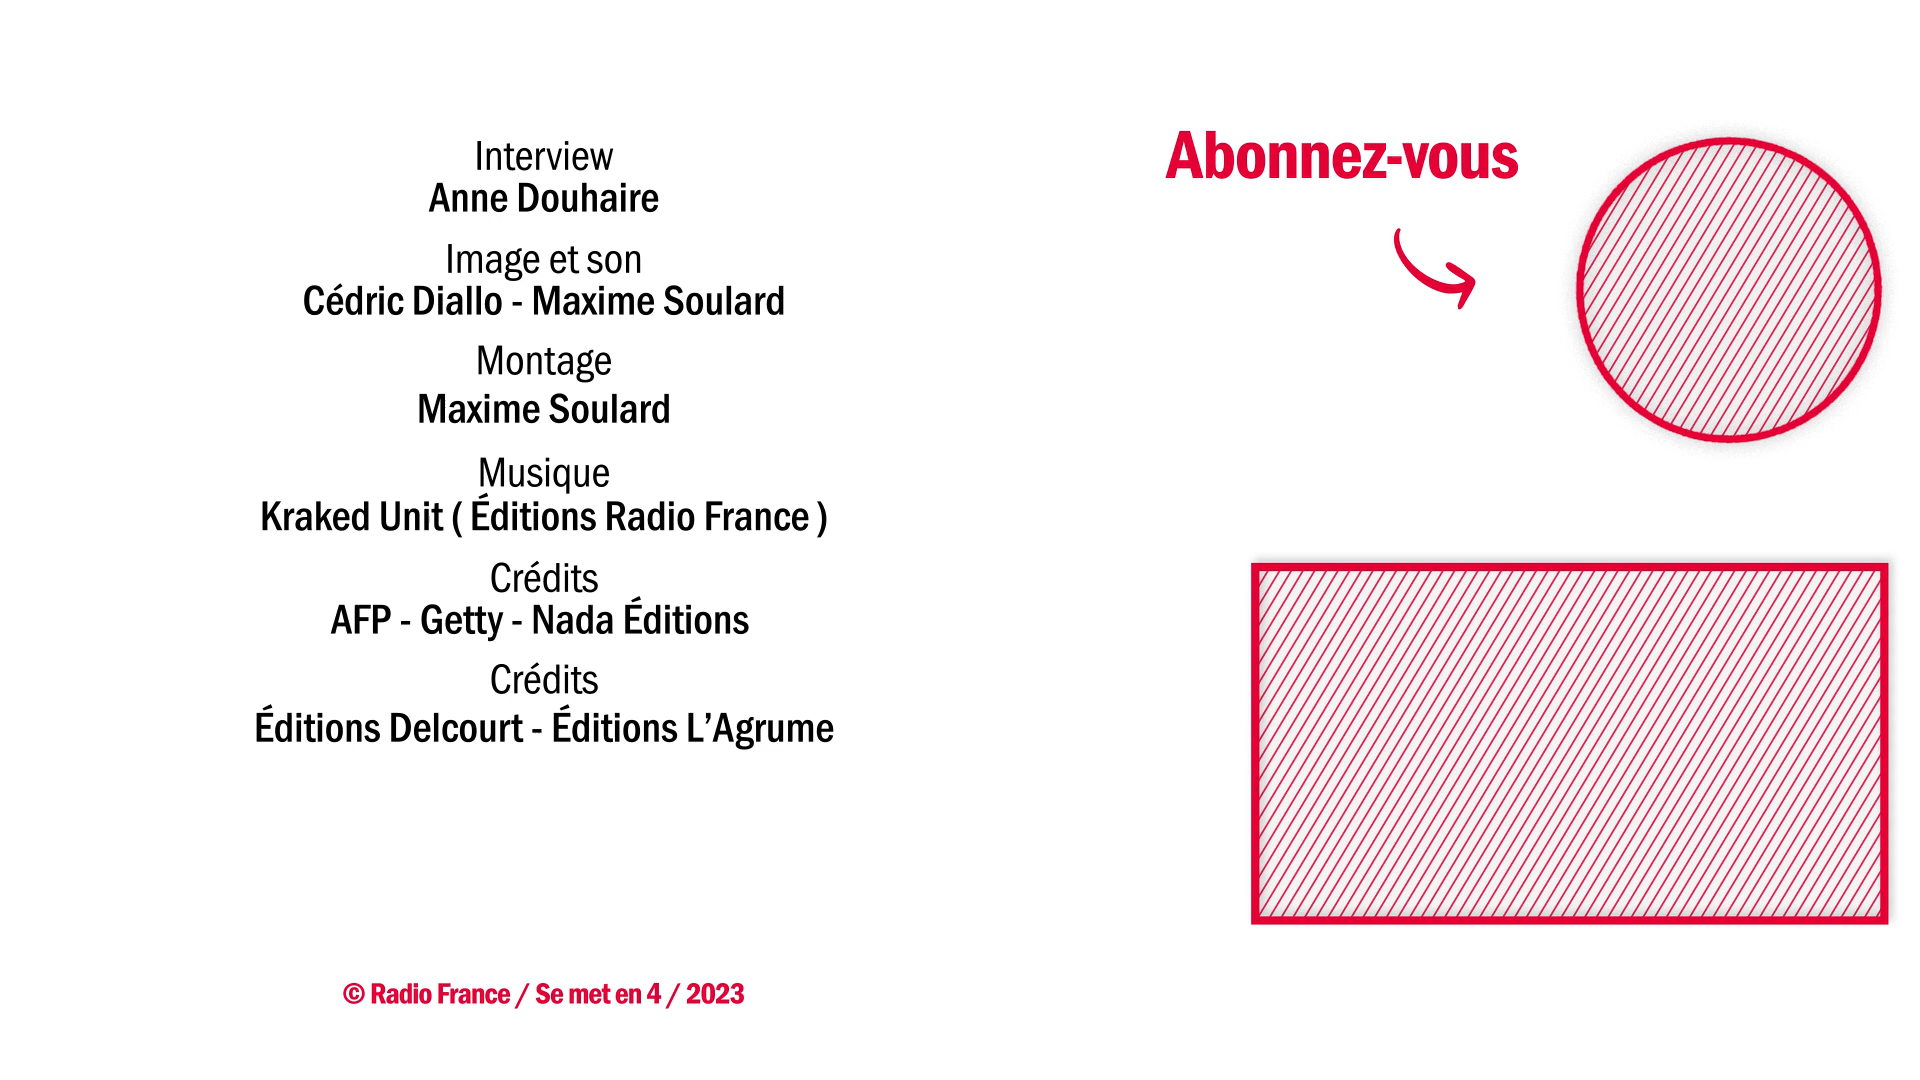 Interview
Anne Douhaire
Image et son
Cédric Diallo - Maxime Soulard
Montage
Maxime Soulard
Musique
Kraked Unit ( Éditions Radio France )
Crédits
AFP - Getty - Nada Éditions
Crédits
Éditions Delcourt - Éditions L’Agrume
© Radio France / Se met en 4 / 2023
Abonnez-vous